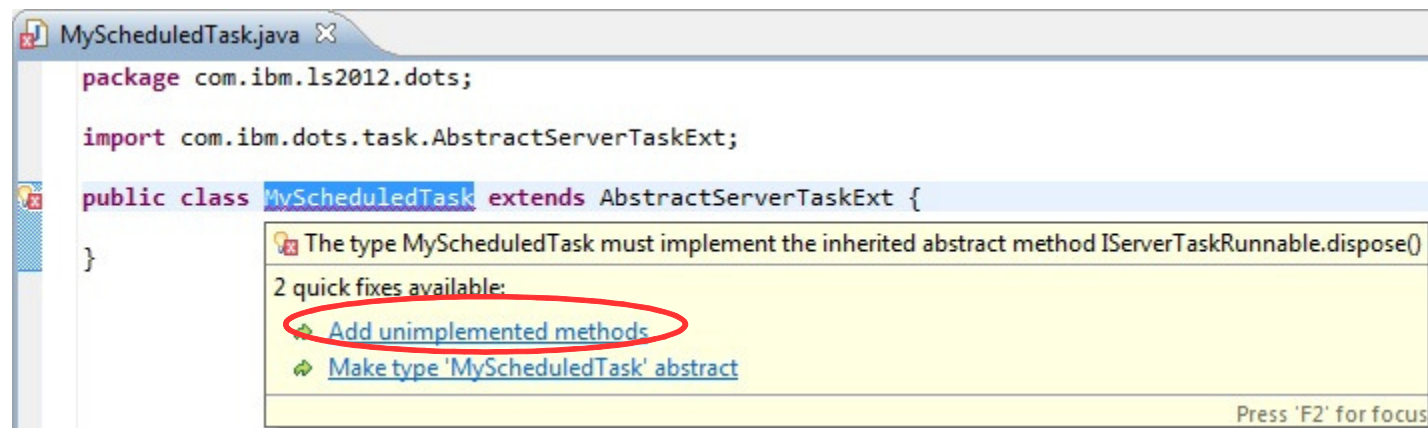 MyScheduledTask.java
package com.ibm.ls2012.dots;
import com.ibm.dots.task.AbstractServerTaskExt;
public class MyScheduledTask extends AbstractServerTaskExt {
The type MyScheduledTask must implement the inherited abstract method IServerTaskRunnable.dispose()
}
2 quick fixes available:
Add unimplemented methods
Make type 'MyScheduledTask' abstract
Press 'F2' for focus